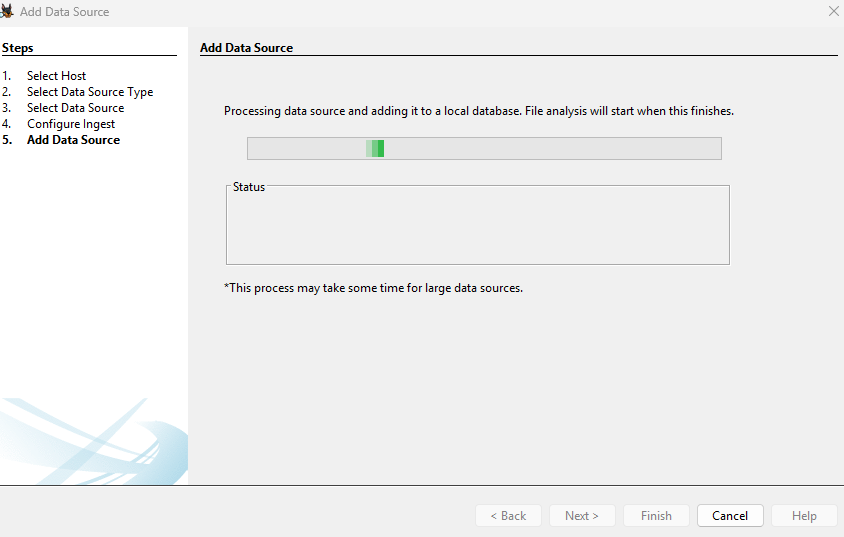 Add Data Source
Steps
1. Select Host
2. Select Data Source Type
3. Select Data Source
4. Configure Ingest
5. Add Data Source
Add Data Source
Processing data source and adding it to a local database. File analysis will start when this finishes.
Status
*This process may take some time for large data sources.
< Back
Next >
Finish
Cancel
Help